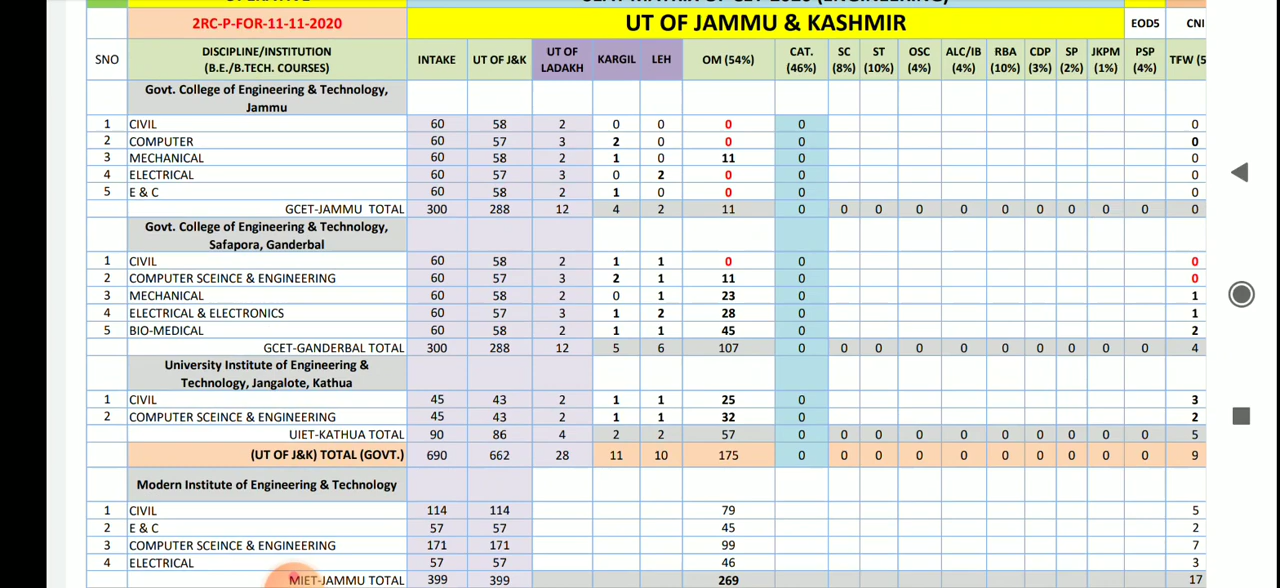 2RC-P-FOR-11-11-2020 UT OF JAMMU & KASHMIR EOD5 CNI
SNO DISCIPLINE/INSTITUTION (B.E./B.TECH. COURSES) INTAKE UT OF J&K UT OF LADAKH KARGIL LEH OM (54%) CAT. (46%) SC (8%) ST (10%) OSC (4%) ALC/IB (4%) RBA (10%) CDP (3%) SP (2%) JKPM (1%) PSP (4%) TFW (5
Govt. College of Engineering & Technology,
Jammu
1 CIVIL 60 58 2 0 0 0 0 0
2 COMPUTER 60 57 3 2 0 0 0 0
3 MECHANICAL 60 58 2 1 0 11 0 0
4 ELECTRICAL 60 57 3 0 2 0 0 0
5 E & C 60 58 2 1 0 0 0 0
GCET-JAMMU TOTAL 300 288 12 4 2 11 0 0 0 0 0 0 0 0 0 0 0
Govt. College of Engineering & Technology,
Safapora, Ganderbal
1 CIVIL 60 58 2 1 1 0 0 0
2 COMPUTER SCEINCE & ENGINEERING 60 57 3 2 1 11 0 0
3 MECHANICAL 60 58 2 0 1 23 0 1
4 ELECTRICAL & ELECTRONICS 60 57 3 1 2 28 0 1
5 BIO-MEDICAL 60 58 2 1 1 45 0 2
GCET-GANDERBAL TOTAL 300 288 12 5 6 107 0 0 0 0 0 0 0 0 0 0 4
University Institute of Engineering &
Technology, Jangalote, Kathua
1 CIVIL 45 43 2 1 1 25 0 3
2 COMPUTER SCEINCE & ENGINEERING 45 43 2 1 1 32 0 2
UIET-KATHUA TOTAL 90 86 4 2 2 57 0 0 0 0 0 0 0 0 0 0 5
(UT OF J&K) TOTAL (GOVT.) 690 662 28 11 10 175 0 0 0 0 0 0 0 0 0 0 9
Modern Institute of Engineering & Technology
1 CIVIL 114 114 79 5
2 E & C 57 57 45 2
3 COMPUTER SCEINCE & ENGINEERING 171 171 99 7
4 ELECTRICAL 57 57 46 3
MIET-JAMMU TOTAL 399 399 269 17